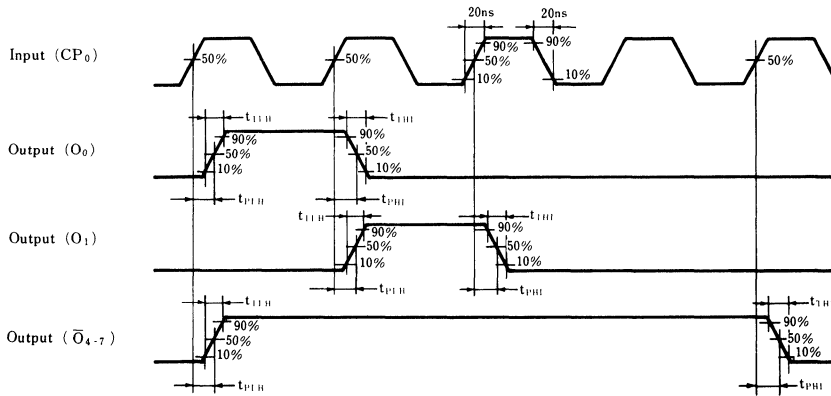 20ns 20ns
Input (CP₀)
50% 50% 90% 90% 50%
50%
10% 10%
tTLH tTHL
Output (O₀)
90% 90%
50% 50%
10% 10%
tPLH tPHL
tTLH tTHL
Output (O₁)
90% 90%
50% 50%
10% 10%
tPLH tPHL
tTLH tTHL
Output (Ō₄₋₇)
90% 90%
50% 50%
10% 10%
tPLH tPHL